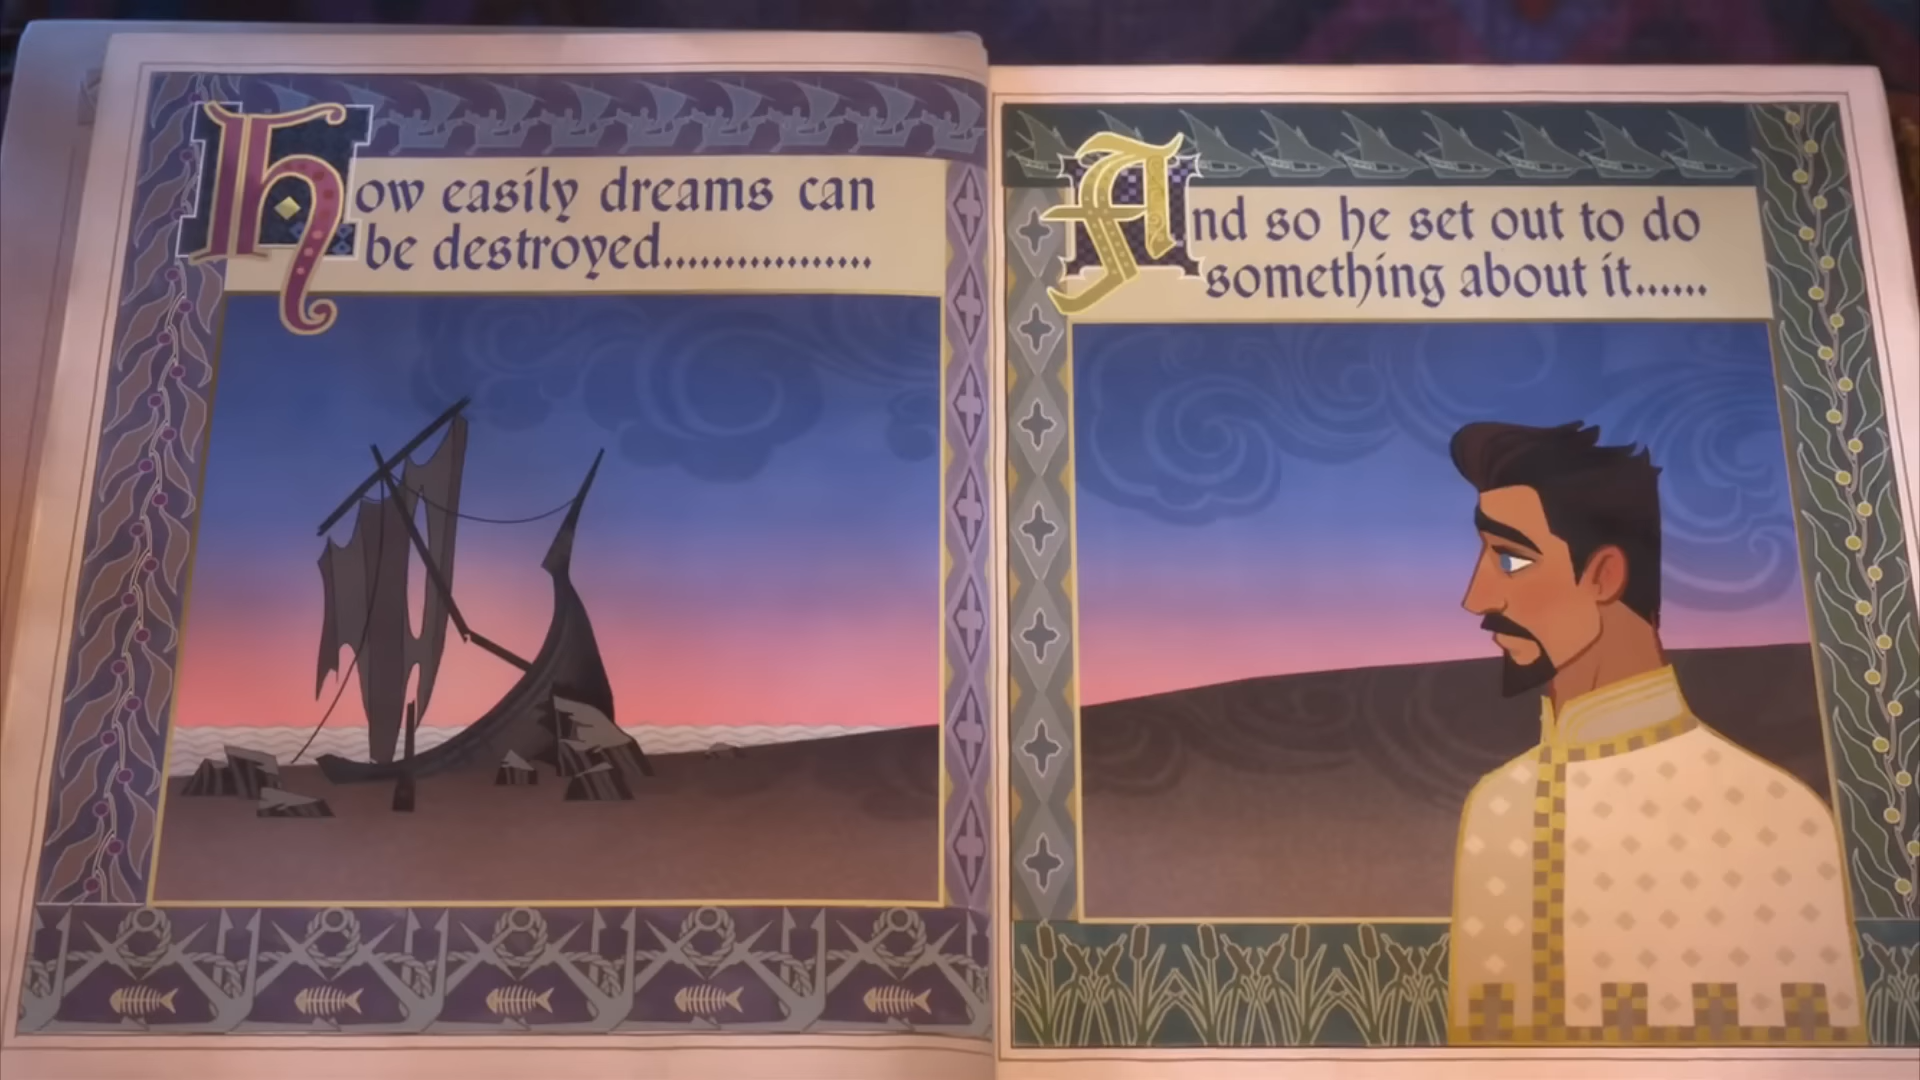 How easily dreams can
be destroyed.................
And so he set out to do
something about it......